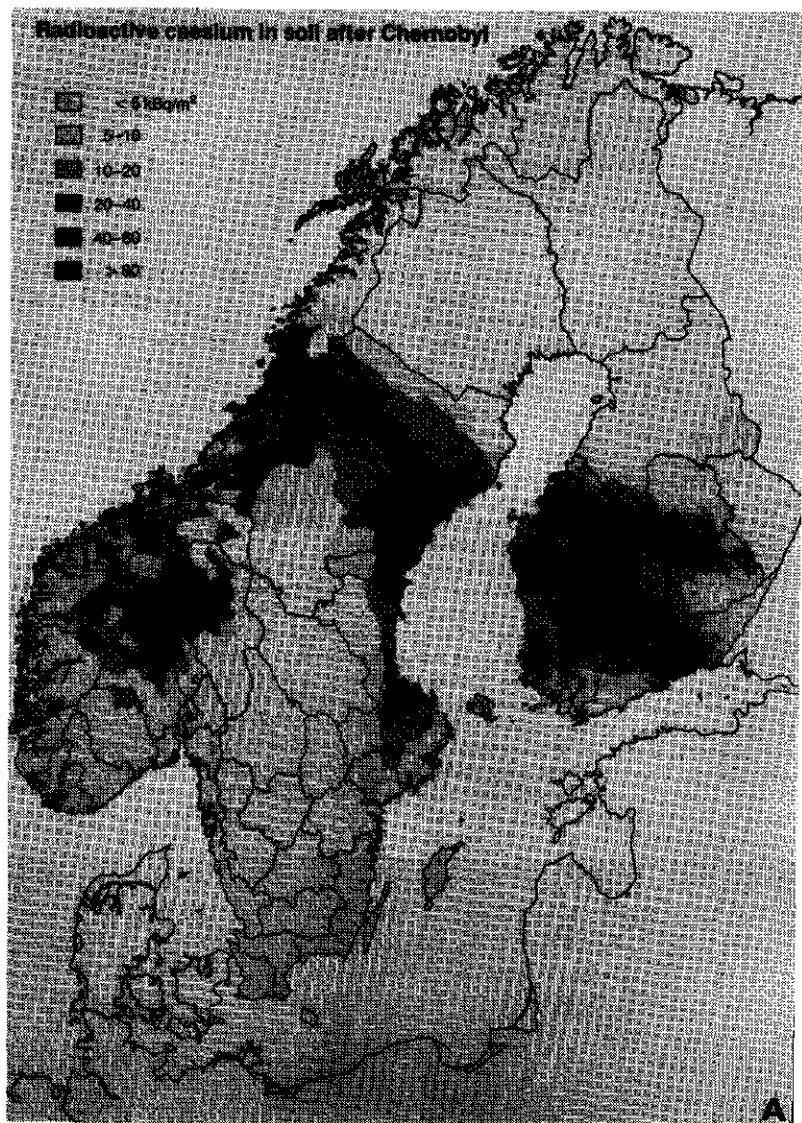 Radioactive caesium in soil after Chernobyl
< 5 kBq/m²
5–10
10–20
20–40
40–80
> 80
A